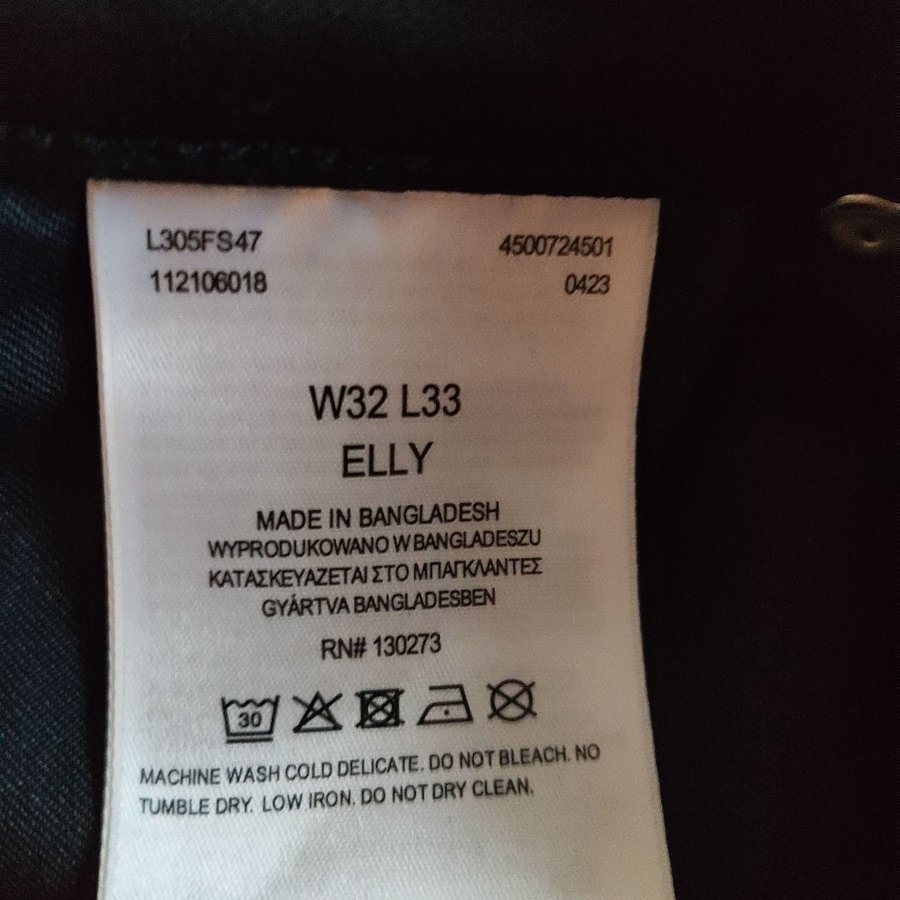 L305FS47 4500724501
112106018 0423
W32 L33
ELLY
MADE IN BANGLADESH
WYPRODUKOWANO W BANGLADESZU
ΚΑΤΑΣΚΕΥΑΖΕΤΑΙ ΣΤΟ ΜΠΑΓΚΛΑΝΤΕΣ
GYÁRTVA BANGLADESBEN
RN# 130273
30
MACHINE WASH COLD DELICATE. DO NOT BLEACH. NO
TUMBLE DRY. LOW IRON. DO NOT DRY CLEAN.